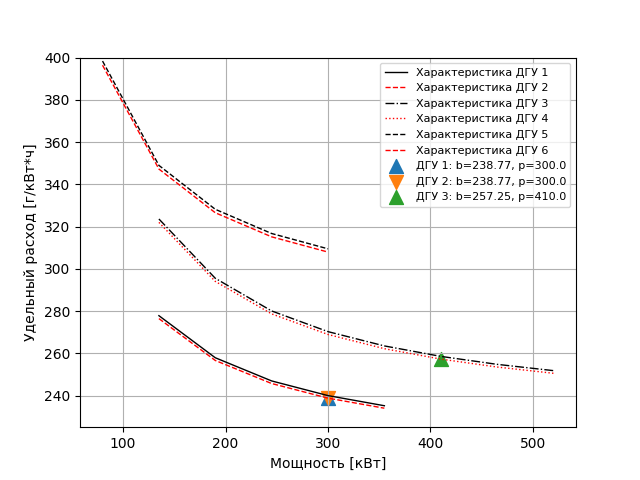 400
380
360
340
320
300
280
260
240
Удельный расход [г/кВт*ч]
Характеристика ДГУ 1
Характеристика ДГУ 2
Характеристика ДГУ 3
Характеристика ДГУ 4
Характеристика ДГУ 5
Характеристика ДГУ 6
ДГУ 1: b=238.77, p=300.0
ДГУ 2: b=238.77, p=300.0
ДГУ 3: b=257.25, p=410.0
100 200 300 400 500
Мощность [кВт]